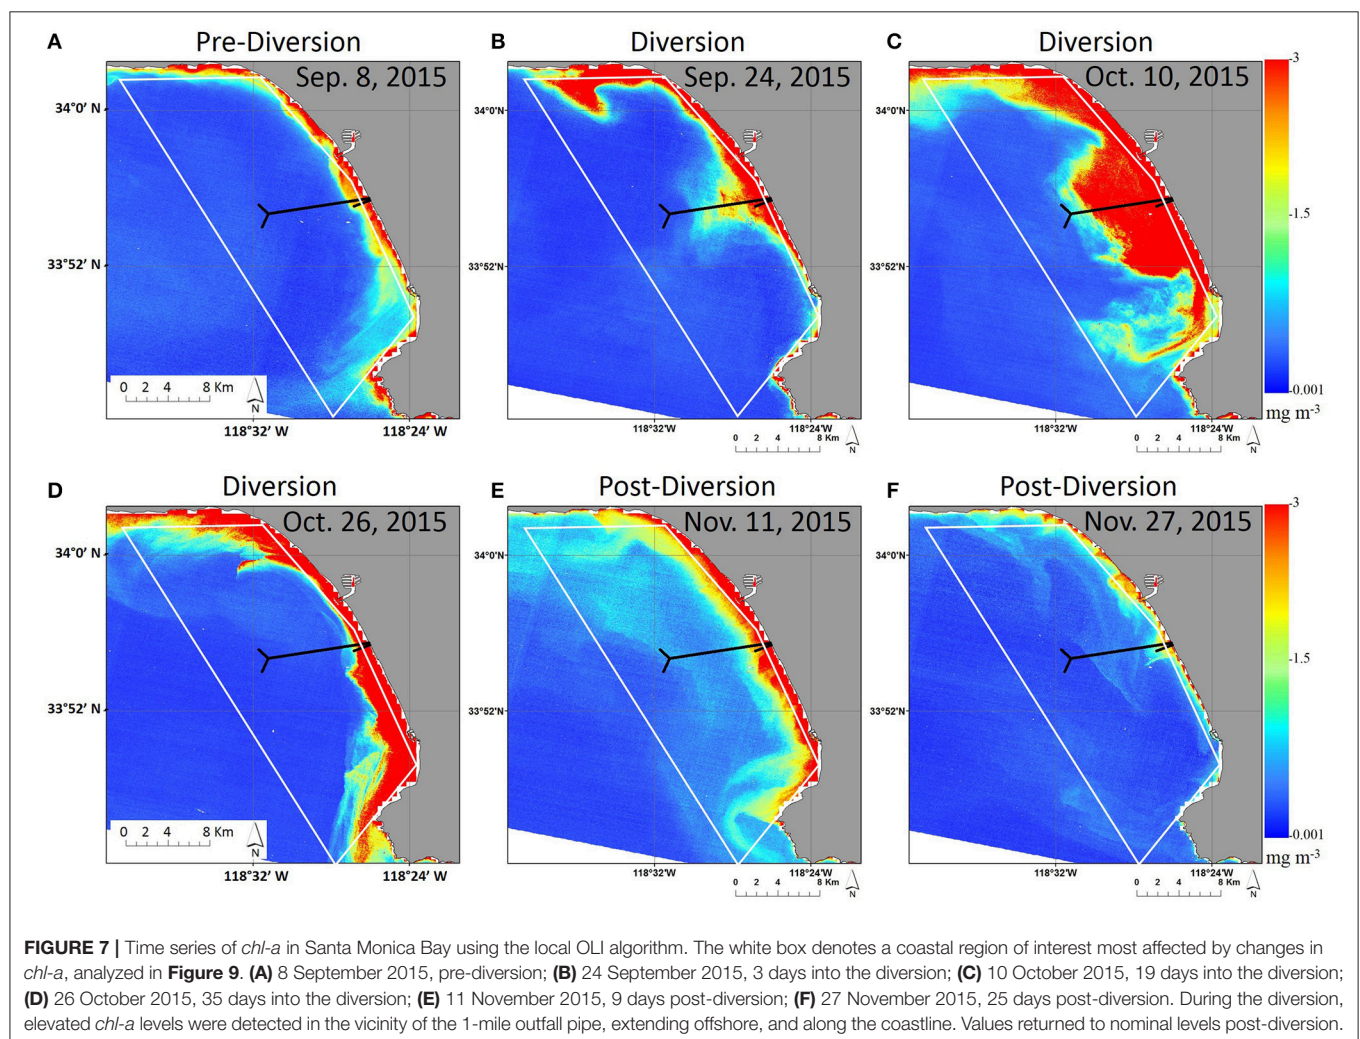 A
Pre-Diversion
Sep. 8, 2015
34°0' N
33°52' N
0 2 4 8 Km
N
118°32' W
118°24' W
B
Diversion
Sep. 24, 2015
34°0' N
33°52' N
118°32'W
118°24'W
0 2 4 8 Km
N
C
Diversion
Oct. 10, 2015
34°0' N
33°52' N
118°32'W
118°24'W
0 2 4 8 Km
N
3
1.5
0.001
mg m-3
D
Diversion
Oct. 26, 2015
34°0' N
33°52' N
0 2 4 8 Km
N
118°32' W
118°24' W
E
Post-Diversion
Nov. 11, 2015
34°0' N
33°52' N
118°32'W
118°24'W
0 2 4 8 Km
N
F
Post-Diversion
Nov. 27, 2015
34°0' N
33°52' N
118°32'W
118°24'W
0 2 4 8 Km
N
3
1.5
0.001
mg m-3
FIGURE 7 | Time series of chl-a in Santa Monica Bay using the local OLI algorithm. The white box denotes a coastal region of interest most affected by changes in
chl-a, analyzed in Figure 9. (A) 8 September 2015, pre-diversion; (B) 24 September 2015, 3 days into the diversion; (C) 10 October 2015, 19 days into the diversion;
(D) 26 October 2015, 35 days into the diversion; (E) 11 November 2015, 9 days post-diversion; (F) 27 November 2015, 25 days post-diversion. During the diversion,
elevated chl-a levels were detected in the vicinity of the 1-mile outfall pipe, extending offshore, and along the coastline. Values returned to nominal levels post-diversion.